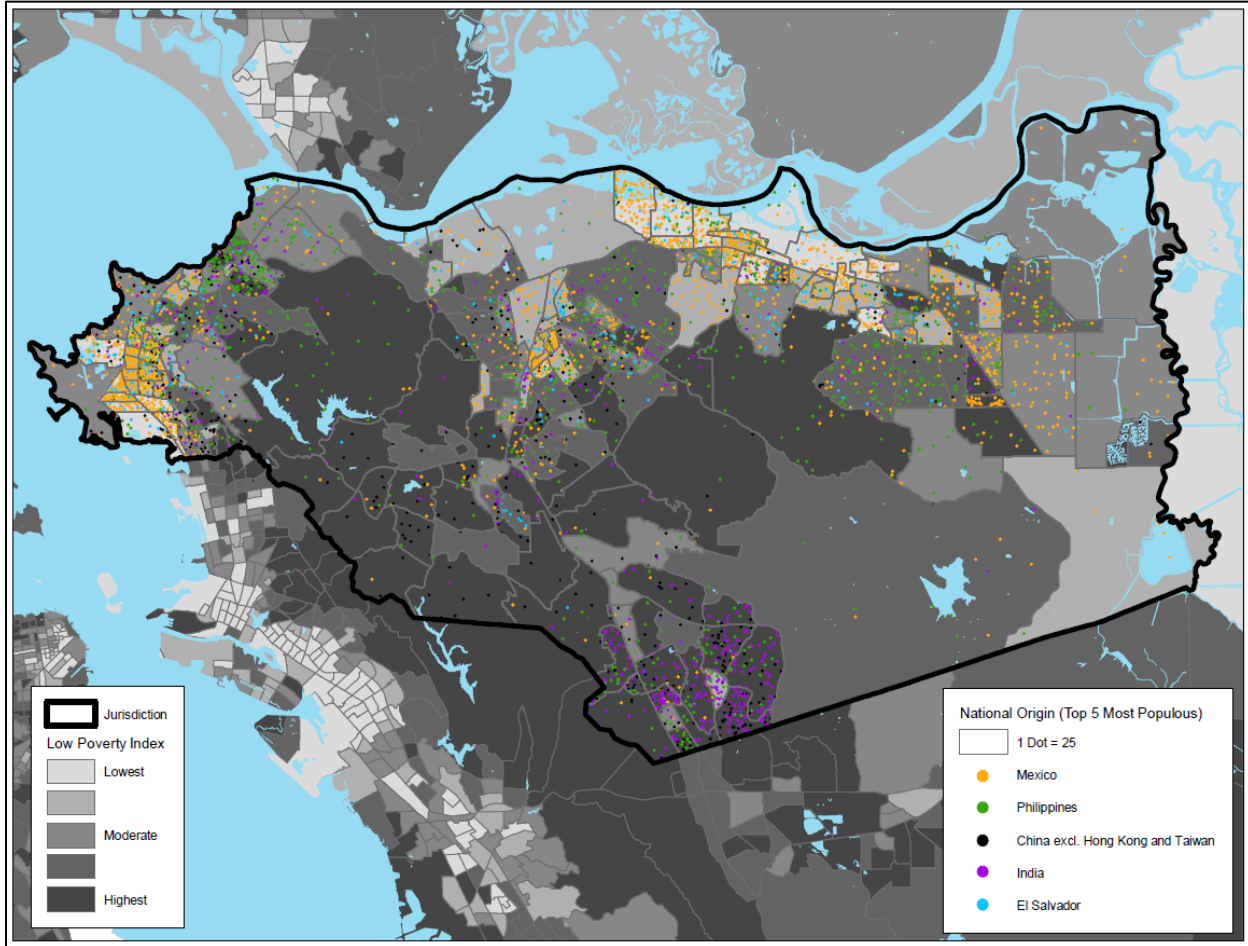 Jurisdiction
Low Poverty Index
Lowest
Moderate
Highest
National Origin (Top 5 Most Populous)
1 Dot = 25
Mexico
Philippines
China excl. Hong Kong and Taiwan
India
El Salvador